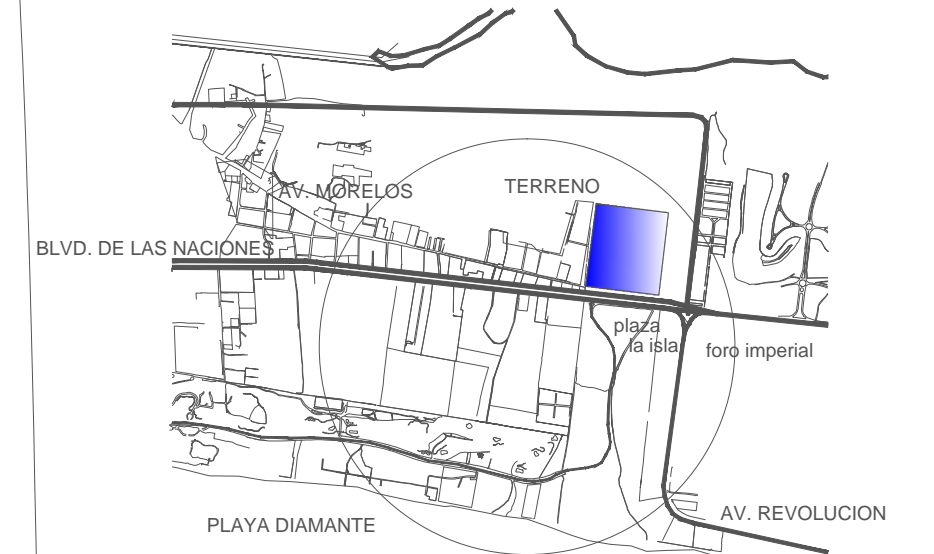 TERRENO
AV. MORELOS
BLVD. DE LAS NACIONES
plaza
la isla
foro imperial
AV. REVOLUCION
PLAYA DIAMANTE